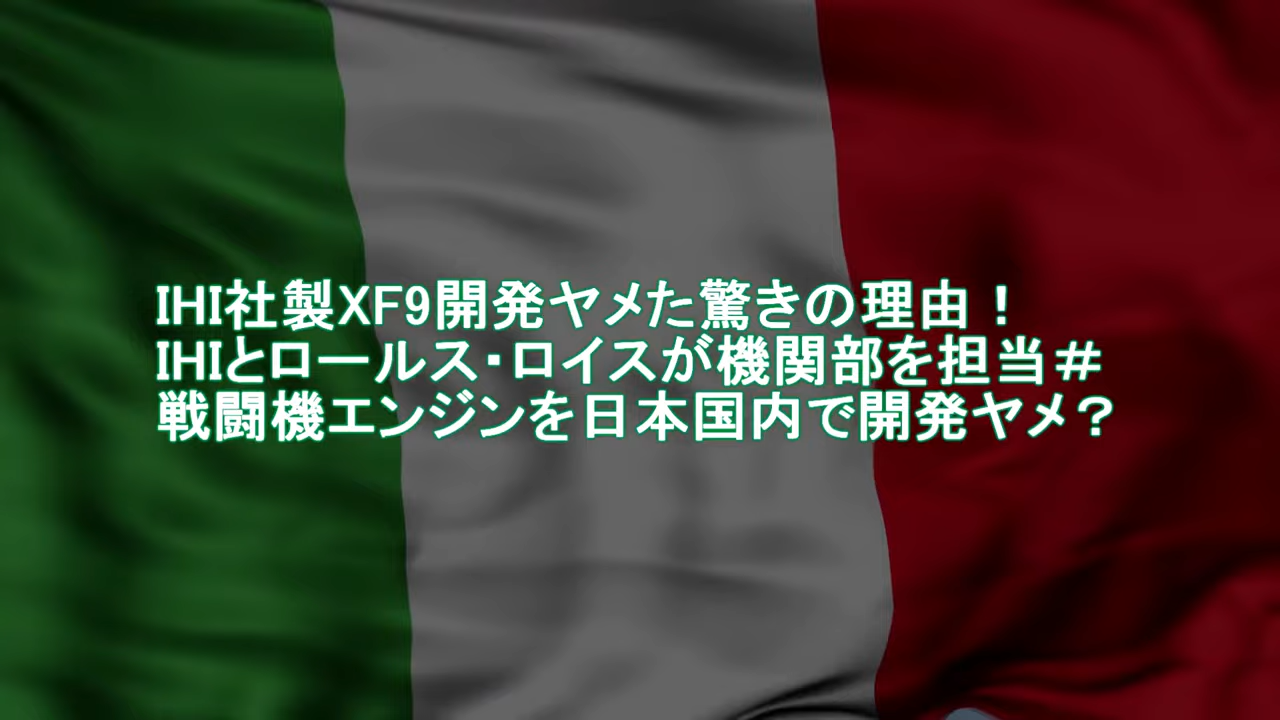 IHI社製XF9開発ヤメた驚きの理由！
IHIとロールス・ロイスが機関部を担当＃
戦闘機エンジンを日本国内で開発ヤメ？